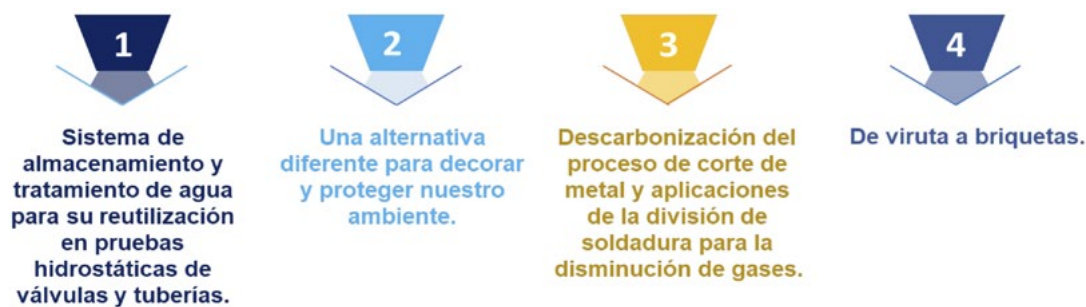 1
Sistema de
almacenamiento y
tratamiento de agua
para su reutilización
en pruebas
hidrostáticas de
válvulas y tuberías.
2
Una alternativa
diferente para decorar
y proteger nuestro
ambiente.
3
Descarbonización del
proceso de corte de
metal y aplicaciones
de la división de
soldadura para la
disminución de gases.
4
De viruta a briquetas.